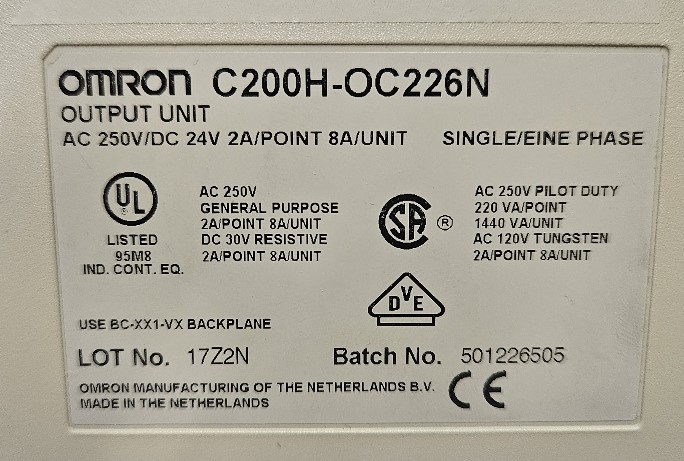 OMRON C200H-OC226N
OUTPUT UNIT
AC 250V/DC 24V 2A/POINT 8A/UNIT SINGLE/EINE PHASE
UL
®
LISTED
95M8
IND. CONT. EQ.
AC 250V
GENERAL PURPOSE
2A/POINT 8A/UNIT
DC 30V RESISTIVE
2A/POINT 8A/UNIT
SA ®
AC 250V PILOT DUTY
220 VA/POINT
1440 VA/UNIT
AC 120V TUNGSTEN
2A/POINT 8A/UNIT
DVE
USE BC-XX1-VX BACKPLANE
LOT No. 17Z2N Batch No. 501226505
OMRON MANUFACTURING OF THE NETHERLANDS B.V. CE
MADE IN THE NETHERLANDS